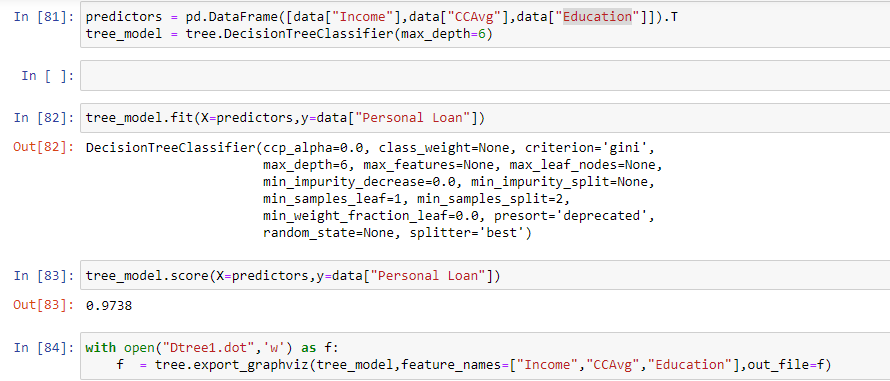 In [81]: predictors = pd.DataFrame([data["Income"],data["CCAvg"],data["Education"]]).T
tree_model = tree.DecisionTreeClassifier(max_depth=6)
In [ ]:
In [82]: tree_model.fit(X=predictors,y=data["Personal Loan"])
Out[82]: DecisionTreeClassifier(ccp_alpha=0.0, class_weight=None, criterion='gini',
max_depth=6, max_features=None, max_leaf_nodes=None,
min_impurity_decrease=0.0, min_impurity_split=None,
min_samples_leaf=1, min_samples_split=2,
min_weight_fraction_leaf=0.0, presort='deprecated',
random_state=None, splitter='best')
In [83]: tree_model.score(X=predictors,y=data["Personal Loan"])
Out[83]: 0.9738
In [84]: with open("Dtree1.dot",'w') as f:
f  = tree.export_graphviz(tree_model,feature_names=["Income","CCAvg","Education"],out_file=f)